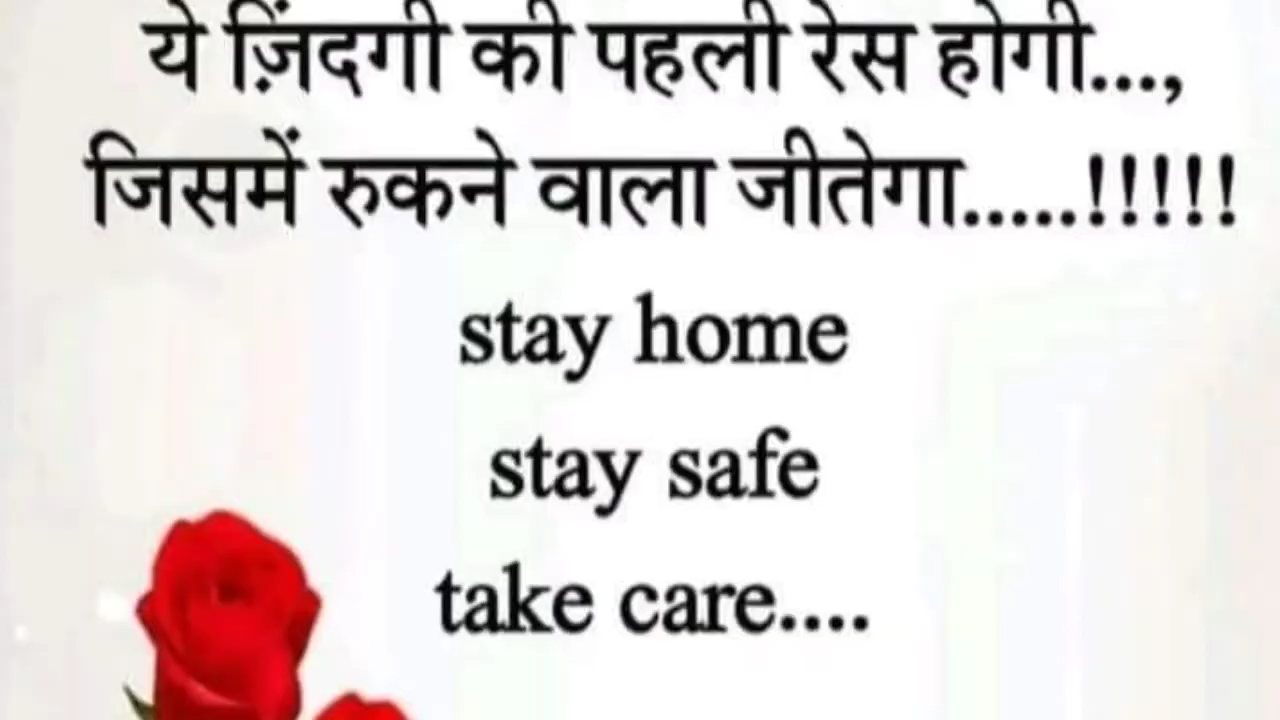 ये ज़िंदगी की पहली रेस होगी...,
जिसमें रुकने वाला जीतेगा.....!!!!!
stay home
stay safe
take care....